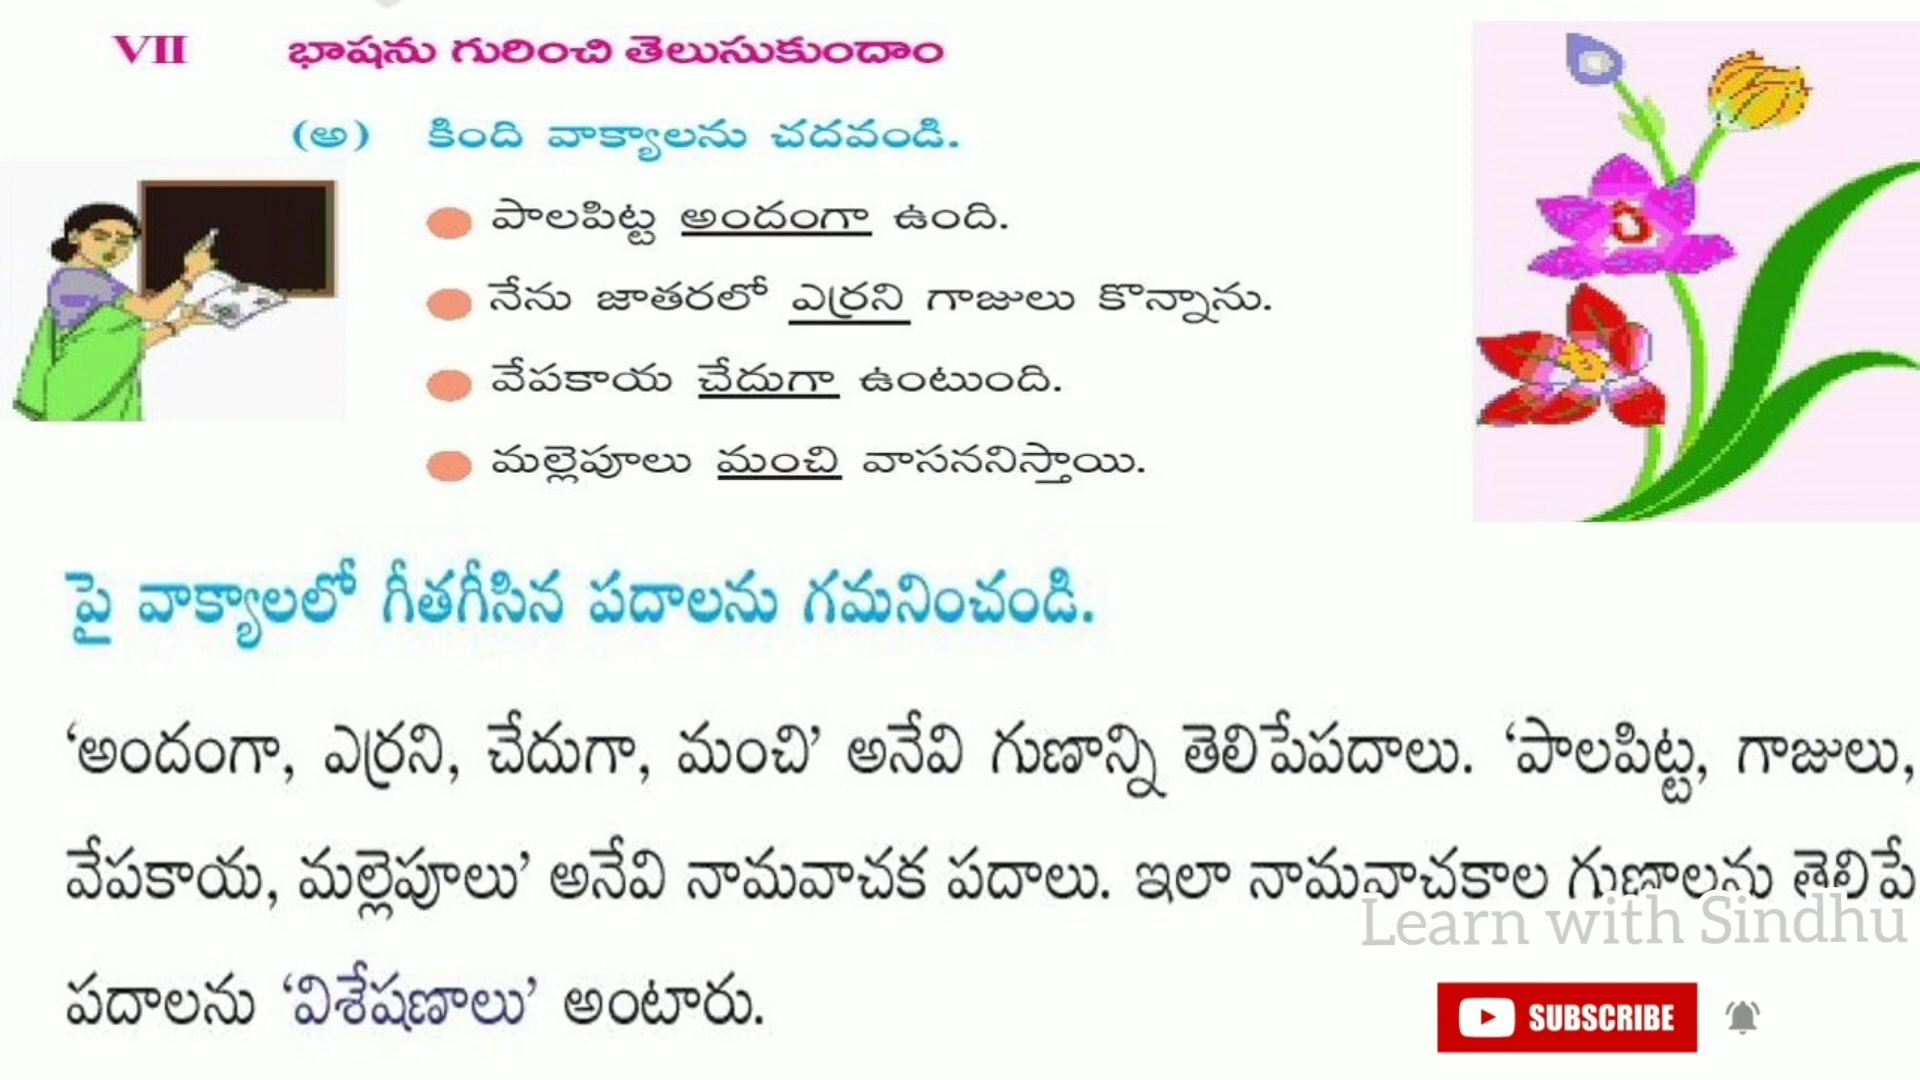 VII భాషను గురించి తెలుసుకుందాం
(అ) కింది వాక్యాలను చదవండి.
పాలపిట్ట అందంగా ఉంది.
నేను జాతరలో ఎర్రని గాజులు కొన్నాను.
వేపకాయ చేదుగా ఉంటుంది.
మల్లెపూలు మంచి వాసననిస్తాయి.
పై వాక్యాలలో గీతగీసిన పదాలను గమనించండి.
‘అందంగా, ఎర్రని, చేదుగా, మంచి’ అనేవి గుణాన్ని తెలిపేపదాలు. ‘పాలపిట్ట, గాజులు,
వేపకాయ, మల్లెపూలు’ అనేవి నామవాచక పదాలు. ఇలా నామవాచకాల గుణాలను తెలిపే
Learn with Sindhu
పదాలను ‘విశేషణాలు’ అంటారు.
SUBSCRIBE